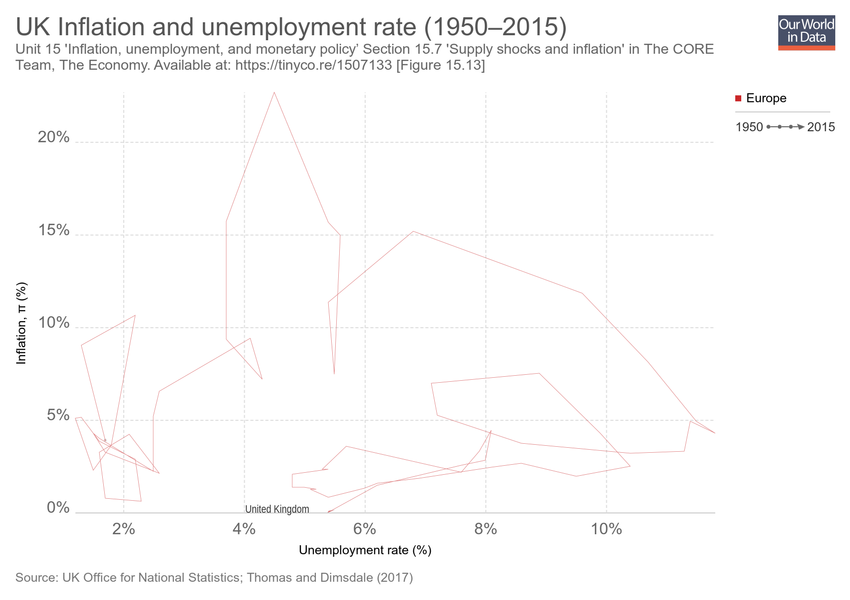 UK Inflation and unemployment rate (1950–2015)
Our World
in Data
Unit 15 'Inflation, unemployment, and monetary policy' Section 15.7 'Supply shocks and inflation' in The CORE
Team, The Economy. Available at: https://tinyco.re/1507133 [Figure 15.13]
Europe
1950 2015
20%
15%
10%
5%
0%
Inflation, π (%)
United Kingdom
2% 4% 6% 8% 10%
Unemployment rate (%)
Source: UK Office for National Statistics; Thomas and Dimsdale (2017)